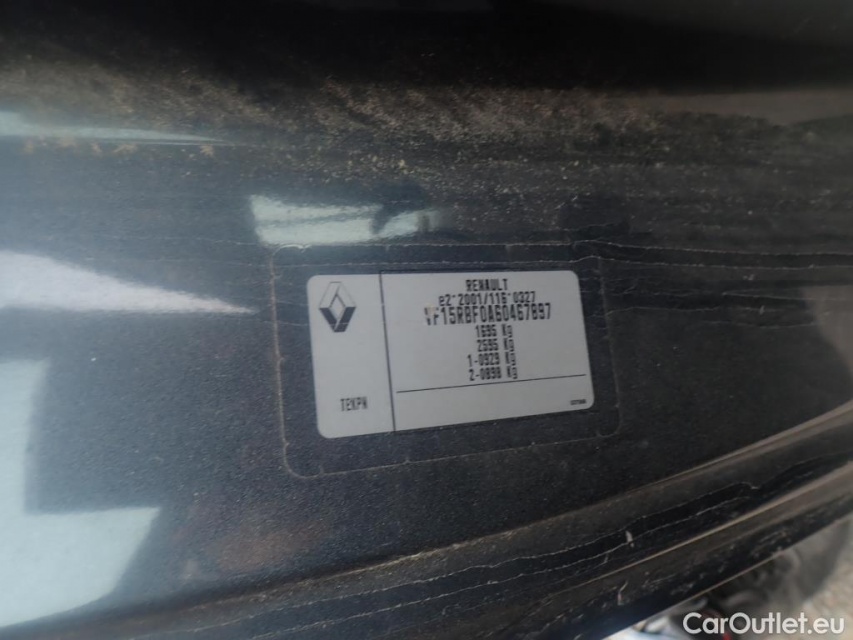 RENAULT
e2*2001/116*0327
VF15RBF0A60467897
1695 Kg
2595 Kg
1-0929 Kg
2-0898 Kg
TEKPN
CarOutlet.eu